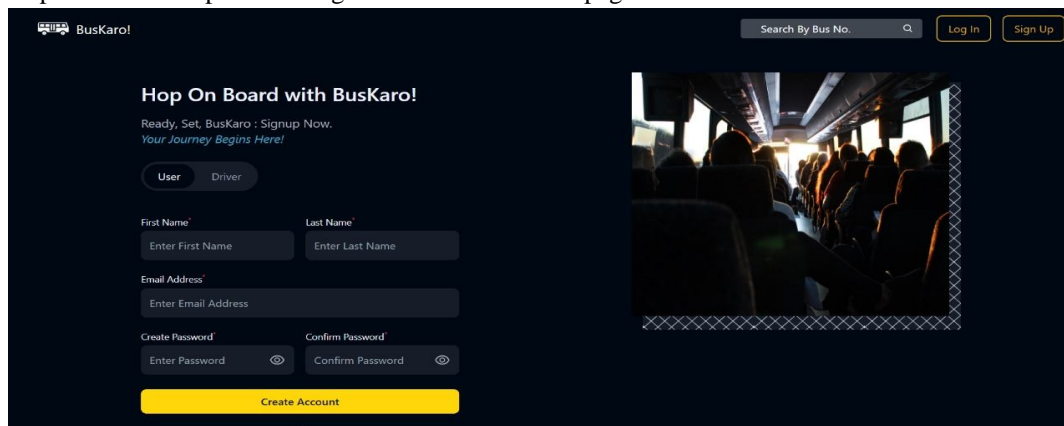 BusKaro!
Search By Bus No.
Log In
Sign Up
Hop On Board with BusKaro!
Ready, Set, BusKaro : Signup Now.
Your Journey Begins Here!
User Driver
First Name* Last Name*
Enter First Name Enter Last Name
Email Address*
Enter Email Address
Create Password* Confirm Password*
Enter Password Confirm Password
Create Account